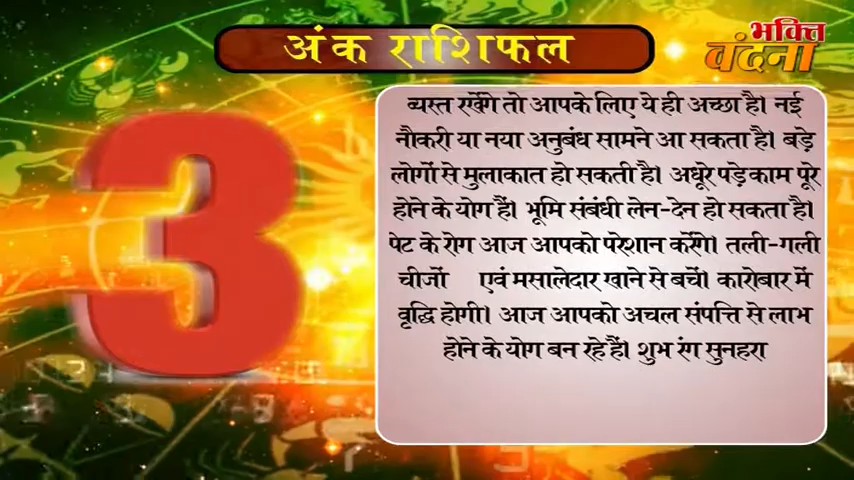 अंक राशिफल
भक्ति
वंदना
3
व्यस्त रखेंगे तो आपके लिए ये ही अच्छा है। नई
नौकरी या नया अनुबंध सामने आ सकता है। बड़े
लोगों से मुलाकात हो सकती है। अधूरे पड़े काम पूरे
होने के योग हैं। भूमि संबंधी लेन-देन हो सकता है।
पेट के रोग आज आपको परेशान करेंगे। तली-गली
चीजों एवं मसालेदार खाने से बचें। कारोबार में
वृद्धि होगी। आज आपको अचल संपत्ति से लाभ
होने के योग बन रहे हैं। शुभ रंग सुनहरा